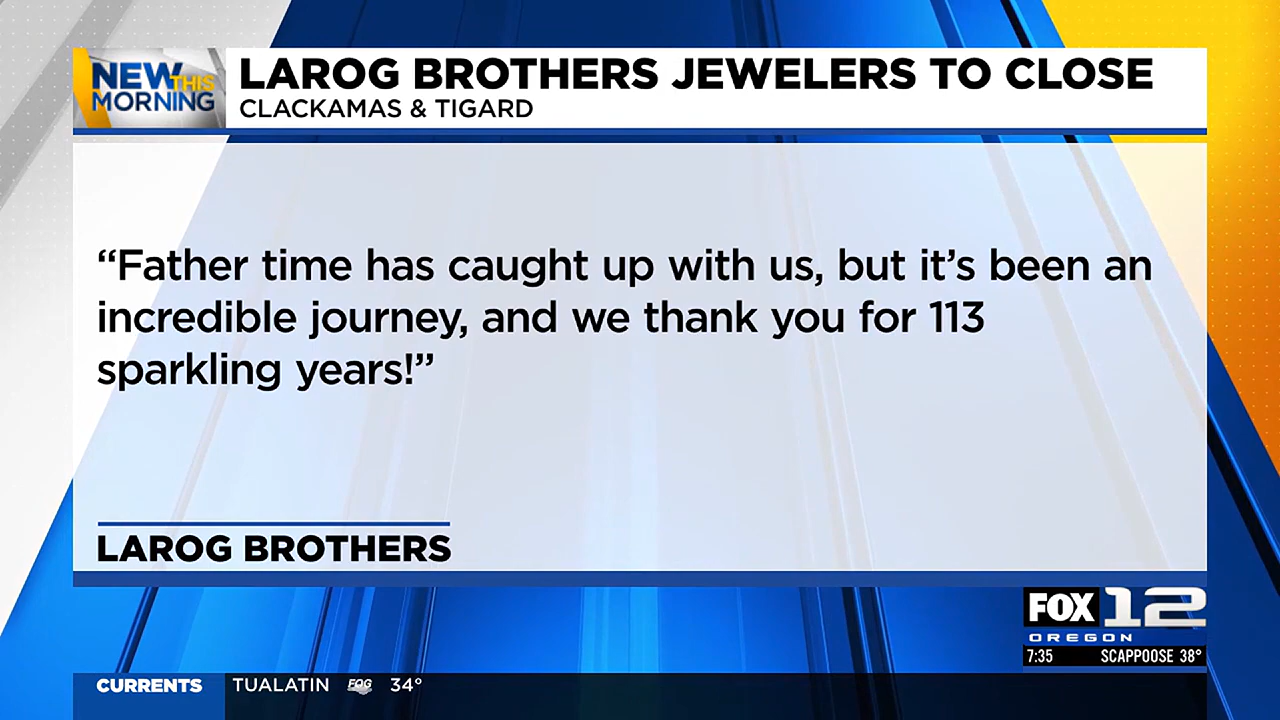 NEW THIS MORNING
LAROG BROTHERS JEWELERS TO CLOSE
CLACKAMAS & TIGARD
“Father time has caught up with us, but it’s been an
incredible journey, and we thank you for 113
sparkling years!”
LAROG BROTHERS
FOX 12
OREGON
7:35 SCAPPOOSE 38°
CURRENTS TUALATIN FOG 34°